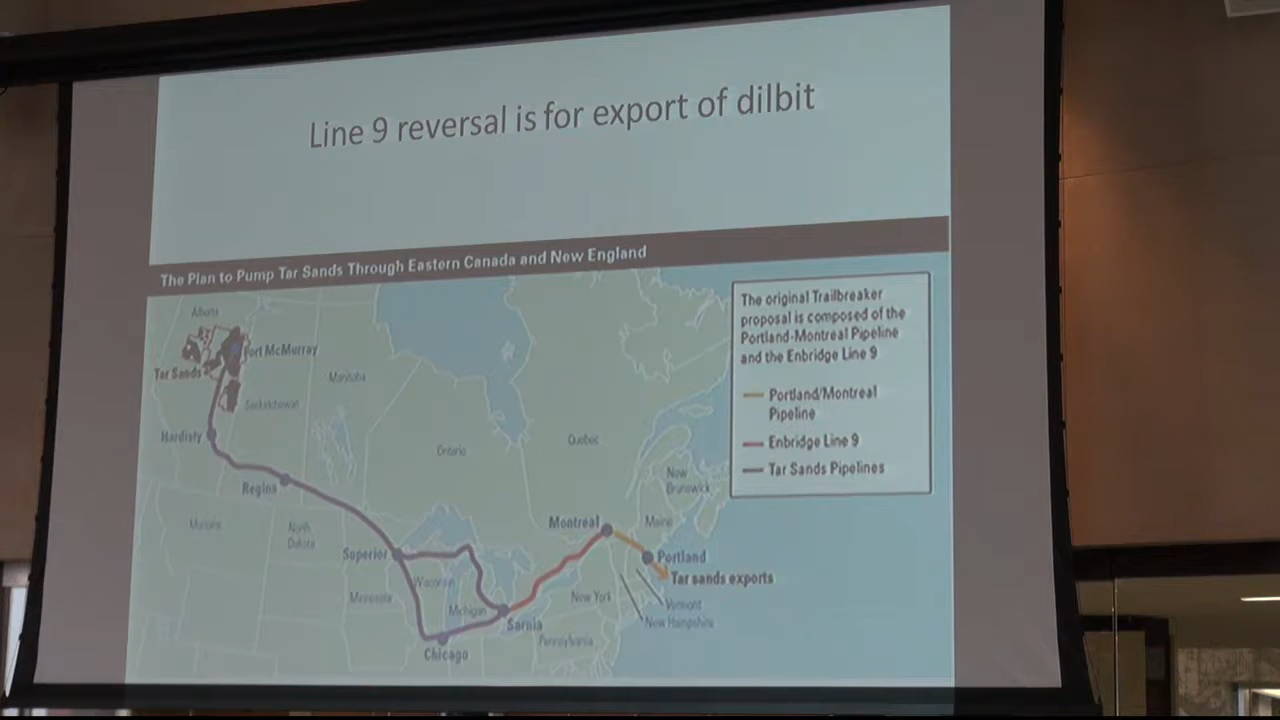 Line 9 reversal is for export of dilbit
The Plan to Pump Tar Sands Through Eastern Canada and New England
The original Trailbreaker
proposal is composed of the
Portland-Montreal Pipeline
and the Enbridge Line 9
Portland/Montreal
Pipeline
Enbridge Line 9
Tar Sands Pipelines
Alberta
Fort McMurray
Tar Sands
Manitoba
Saskatchewan
Hardisty
Ontario
Quebec
New
Brunswick
Regina
North
Dakota
Montreal
Maine
Superior
Portland
Tar sands exports
Wisconsin
Michigan
New York
Vermont
New Hampshire
Sarnia
Pennsylvania
Chicago